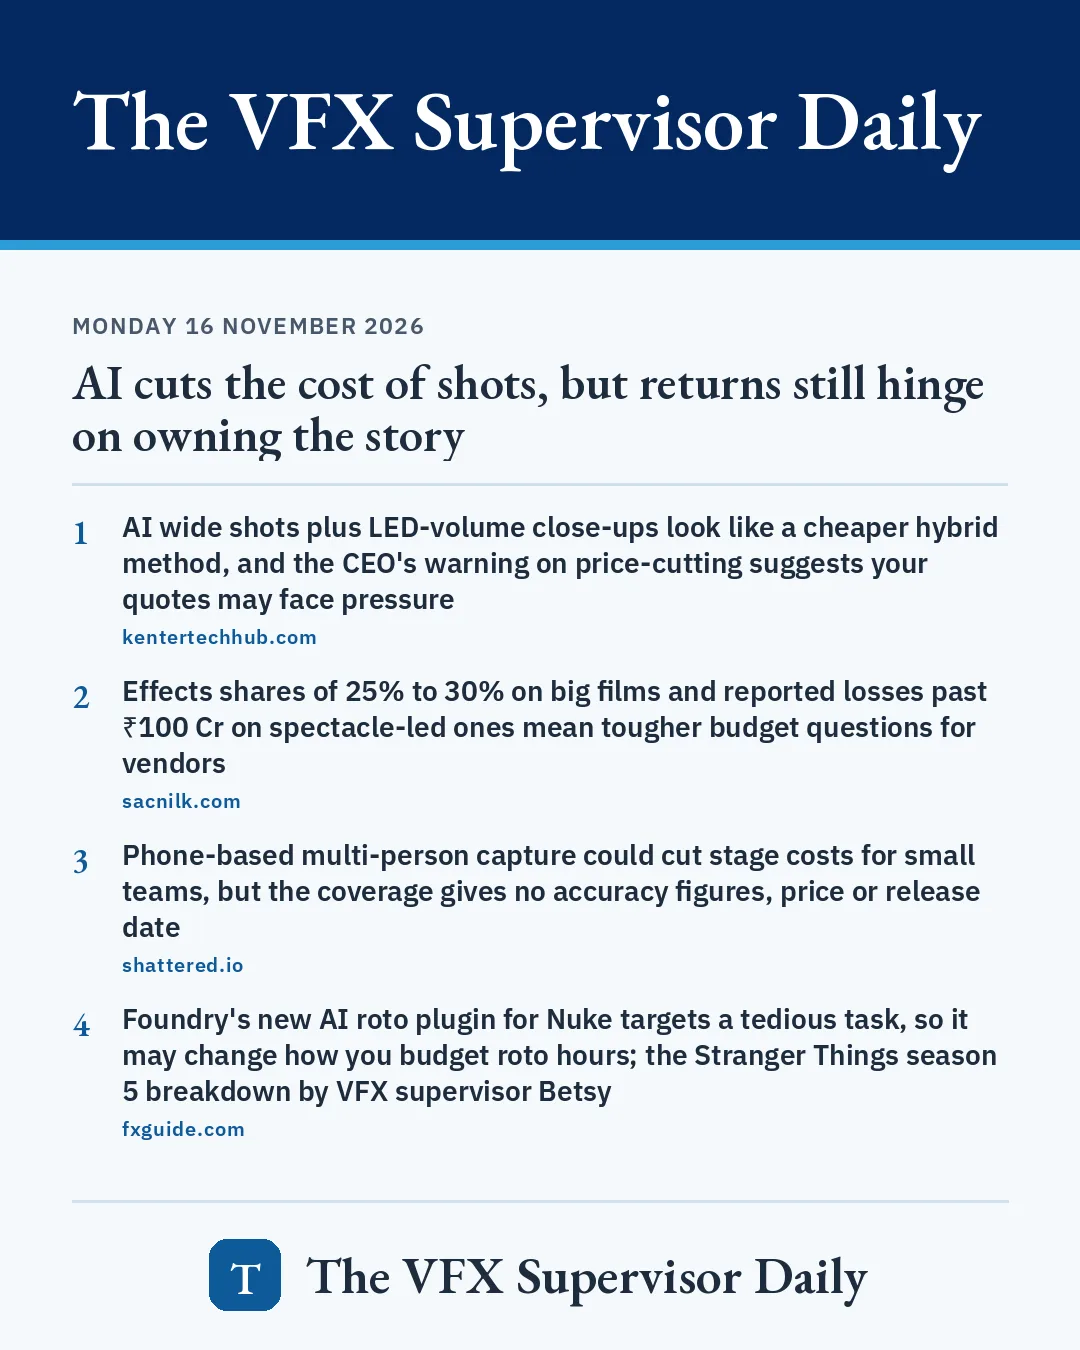 The VFX Supervisor Daily
MONDAY 16 NOVEMBER 2026
AI cuts the cost of shots, but returns still hinge
on owning the story
1
AI wide shots plus LED-volume close-ups look like a cheaper hybrid
method, and the CEO's warning on price-cutting suggests your
quotes may face pressure
kentertechhub.com
2
Effects shares of 25% to 30% on big films and reported losses past
₹100 Cr on spectacle-led ones mean tougher budget questions for
vendors
sacnilk.com
3
Phone-based multi-person capture could cut stage costs for small
teams, but the coverage gives no accuracy figures, price or release
date
shattered.io
4
Foundry's new AI roto plugin for Nuke targets a tedious task, so it
may change how you budget roto hours; the Stranger Things season
5 breakdown by VFX supervisor Betsy
fxguide.com
T
The VFX Supervisor Daily